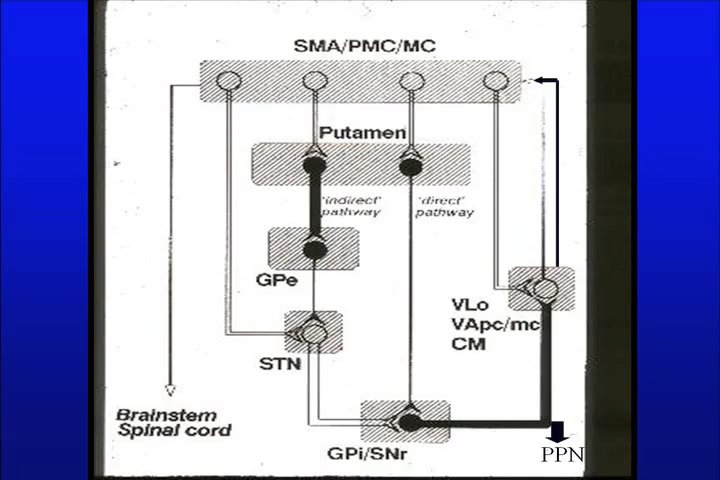 SMA/PMC/MC
Putamen
'indirect'
pathway
'direct'
pathway
GPe
VLo
VApc/mc
CM
STN
Brainstem
Spinal cord
GPi/SNr
PPN